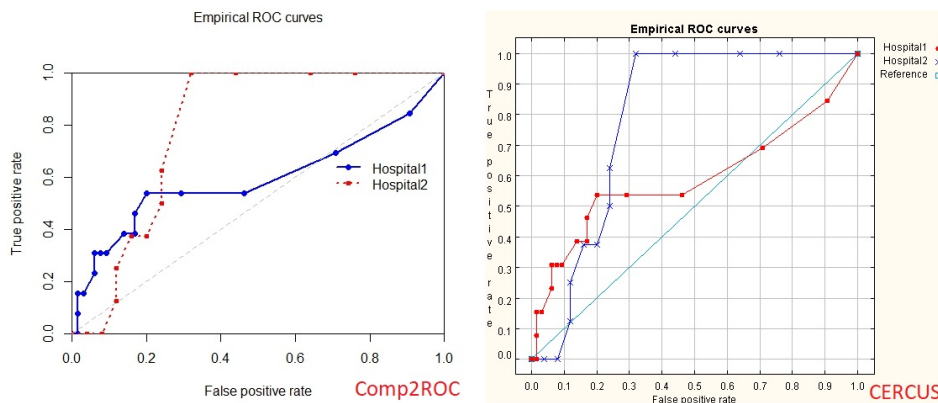 Empirical ROC curves
True positive rate
1.0
0.8
0.6
0.4
0.2
0.0
Hospital1
Hospital2
0.0 0.2 0.4 0.6 0.8 1.0
False positive rate
Comp2ROC
Empirical ROC curves
True positive rate
1.0
0.9
0.8
0.7
0.6
0.5
0.4
0.3
0.2
0.1
0.0
Hospital1
Hospital2
Reference
0.0 0.1 0.2 0.3 0.4 0.5 0.6 0.7 0.8 0.9 1.0
False positive rate
CERCUS